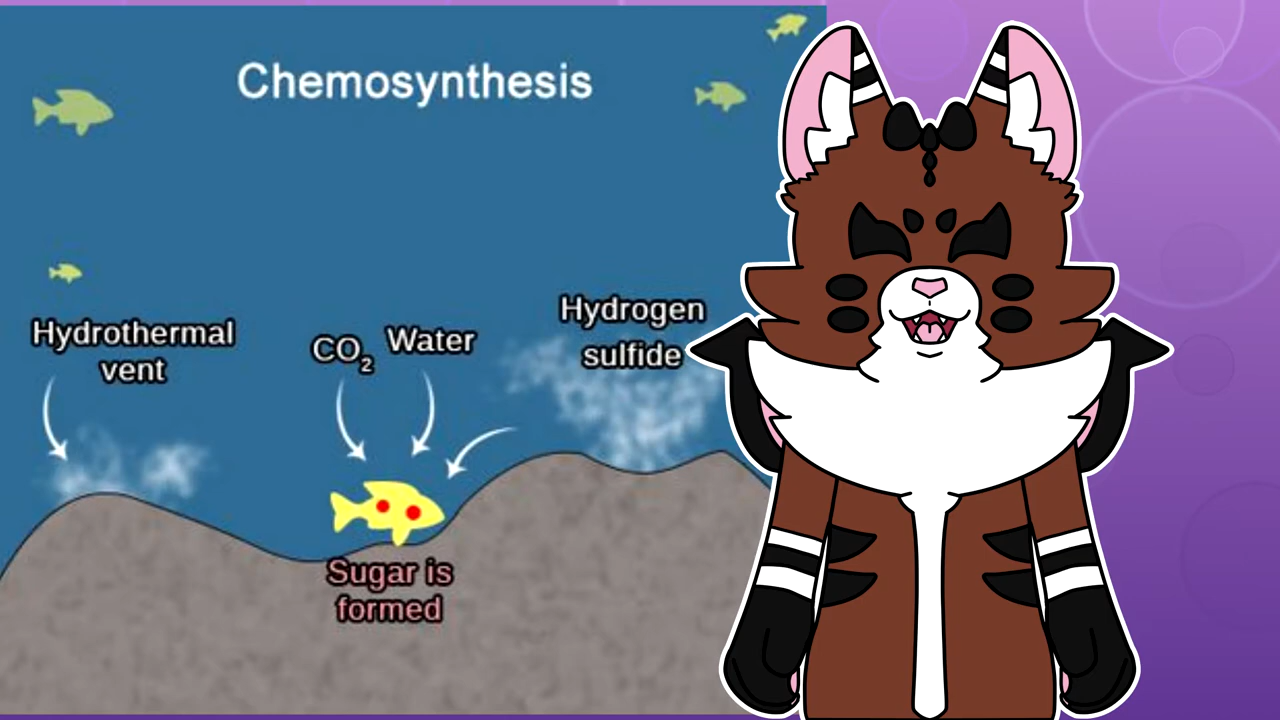 Chemosynthesis
Hydrothermal
vent
CO₂
Water
Hydrogen
sulfide
Sugar is
formed